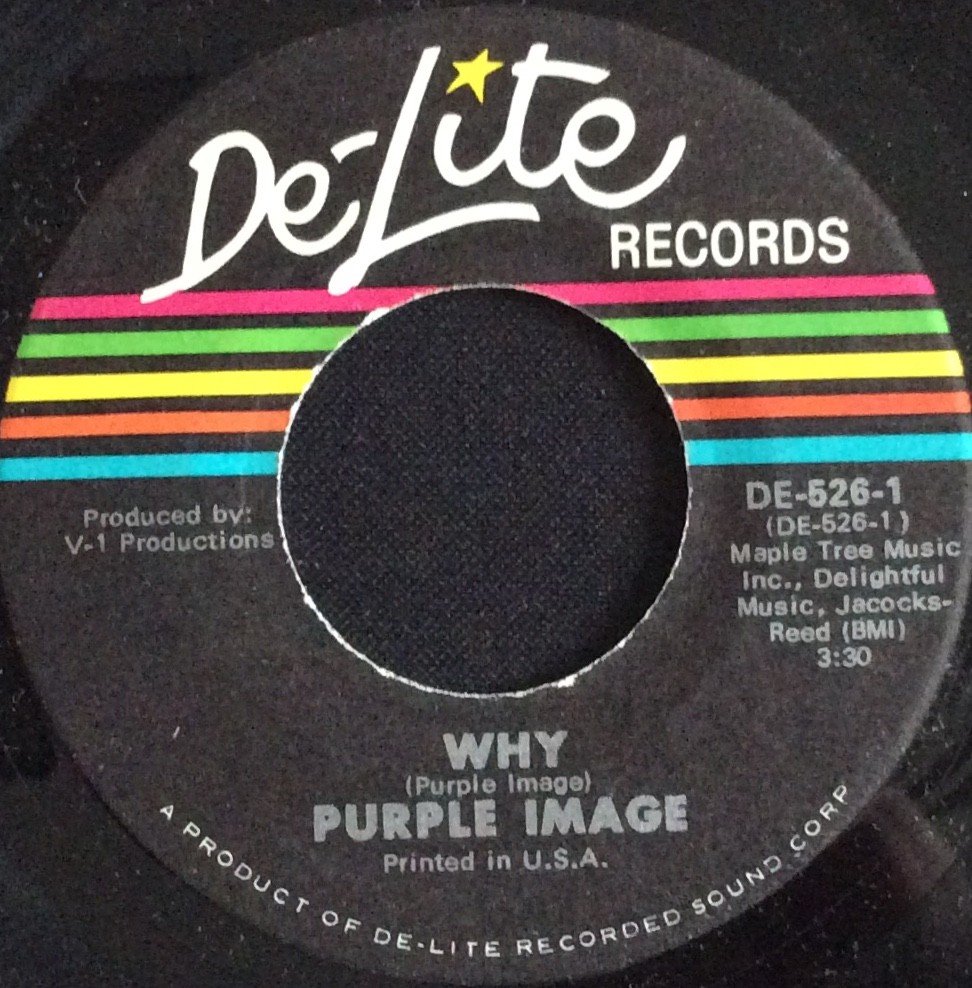 De-Lite
RECORDS
Produced by:
V-1 Productions
DE-526-1
(DE-526-1)
Maple Tree Music
Inc., Delightful
Music, Jacocks-
Reed (BMI)
3:30
WHY
(Purple Image)
PURPLE IMAGE
Printed in U.S.A.
A PRODUCT OF DE-LITE RECORDED SOUND CORP